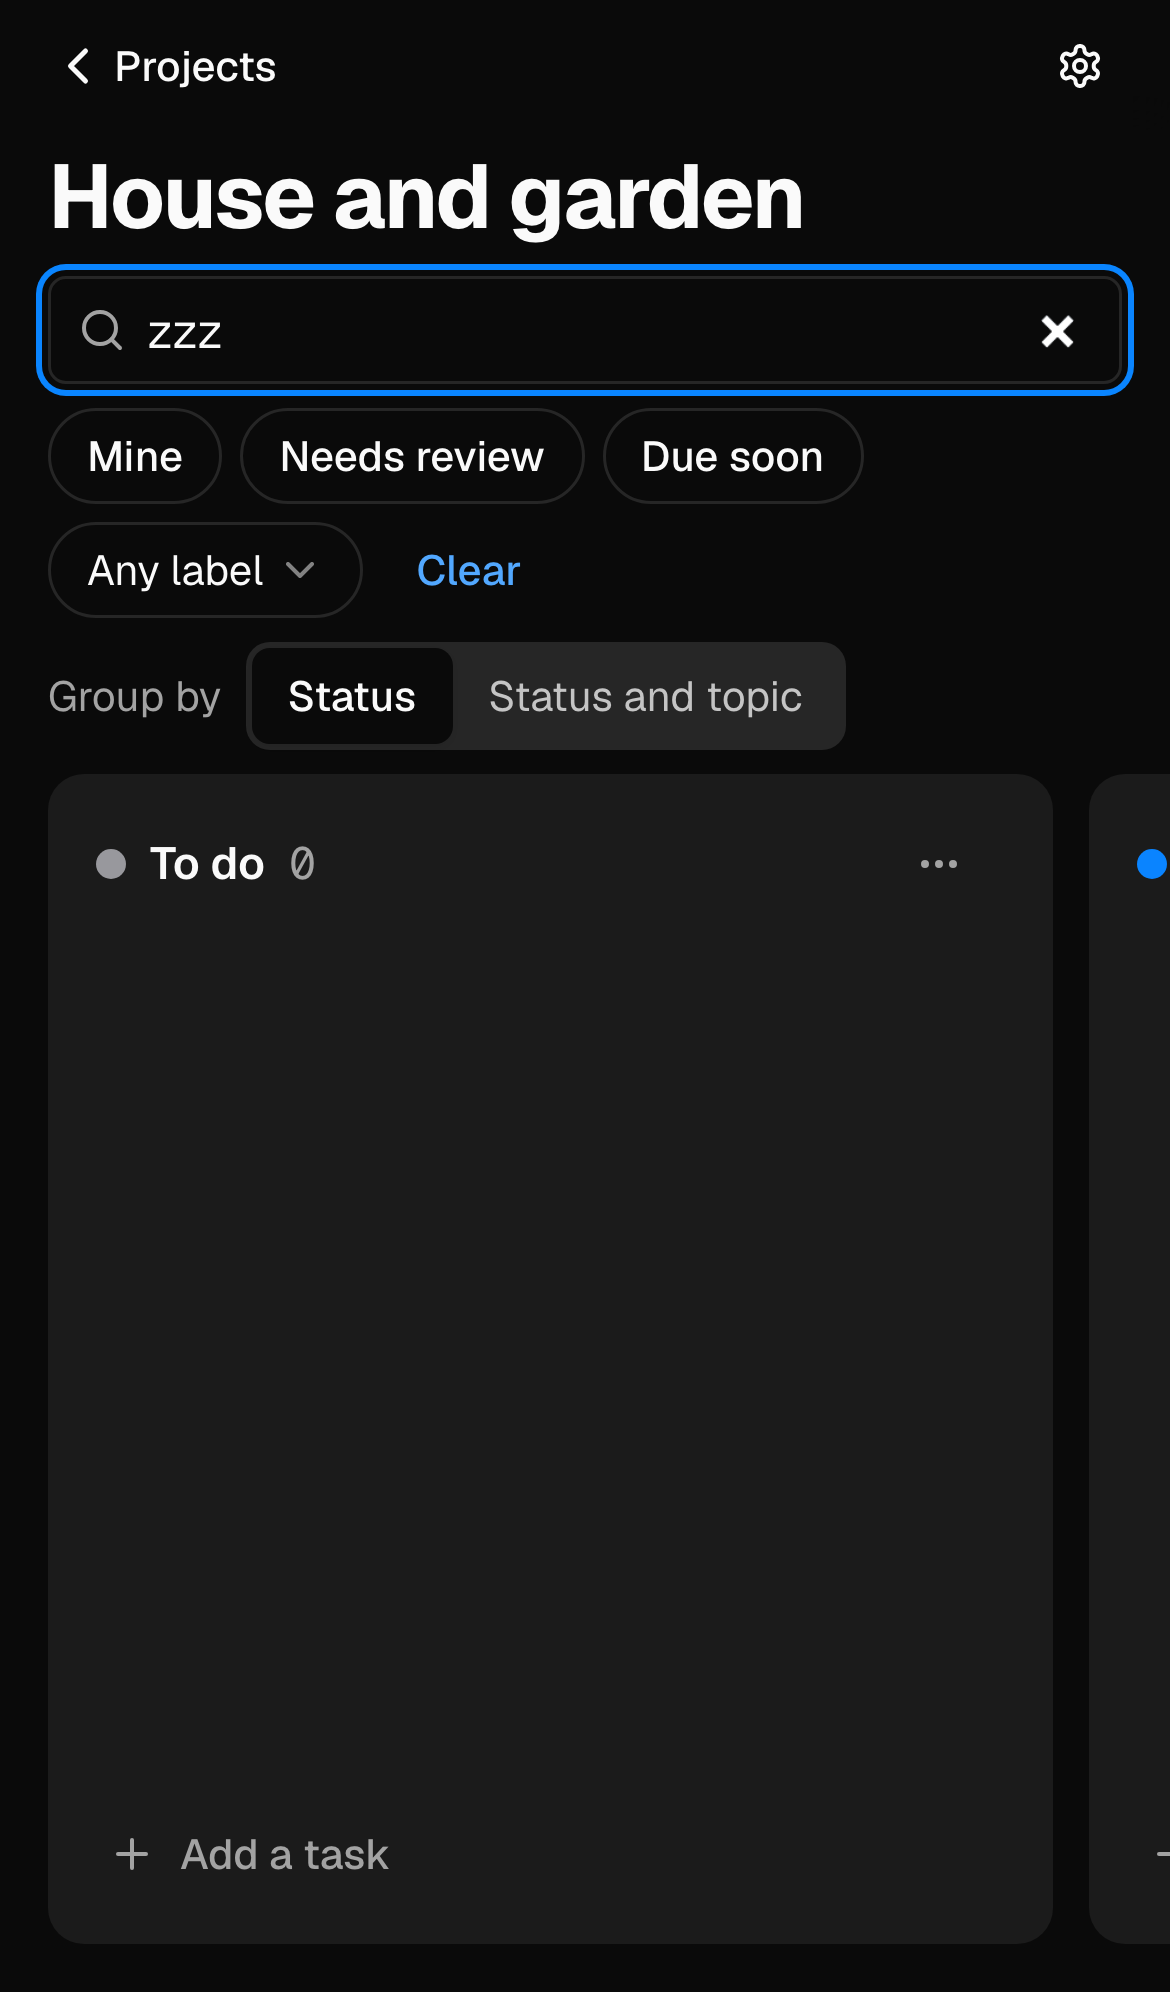 Projects
House and garden
zzz
Mine
Needs review
Due soon
Any label
Clear
Group by
Status
Status and topic
To do 0
Add a task